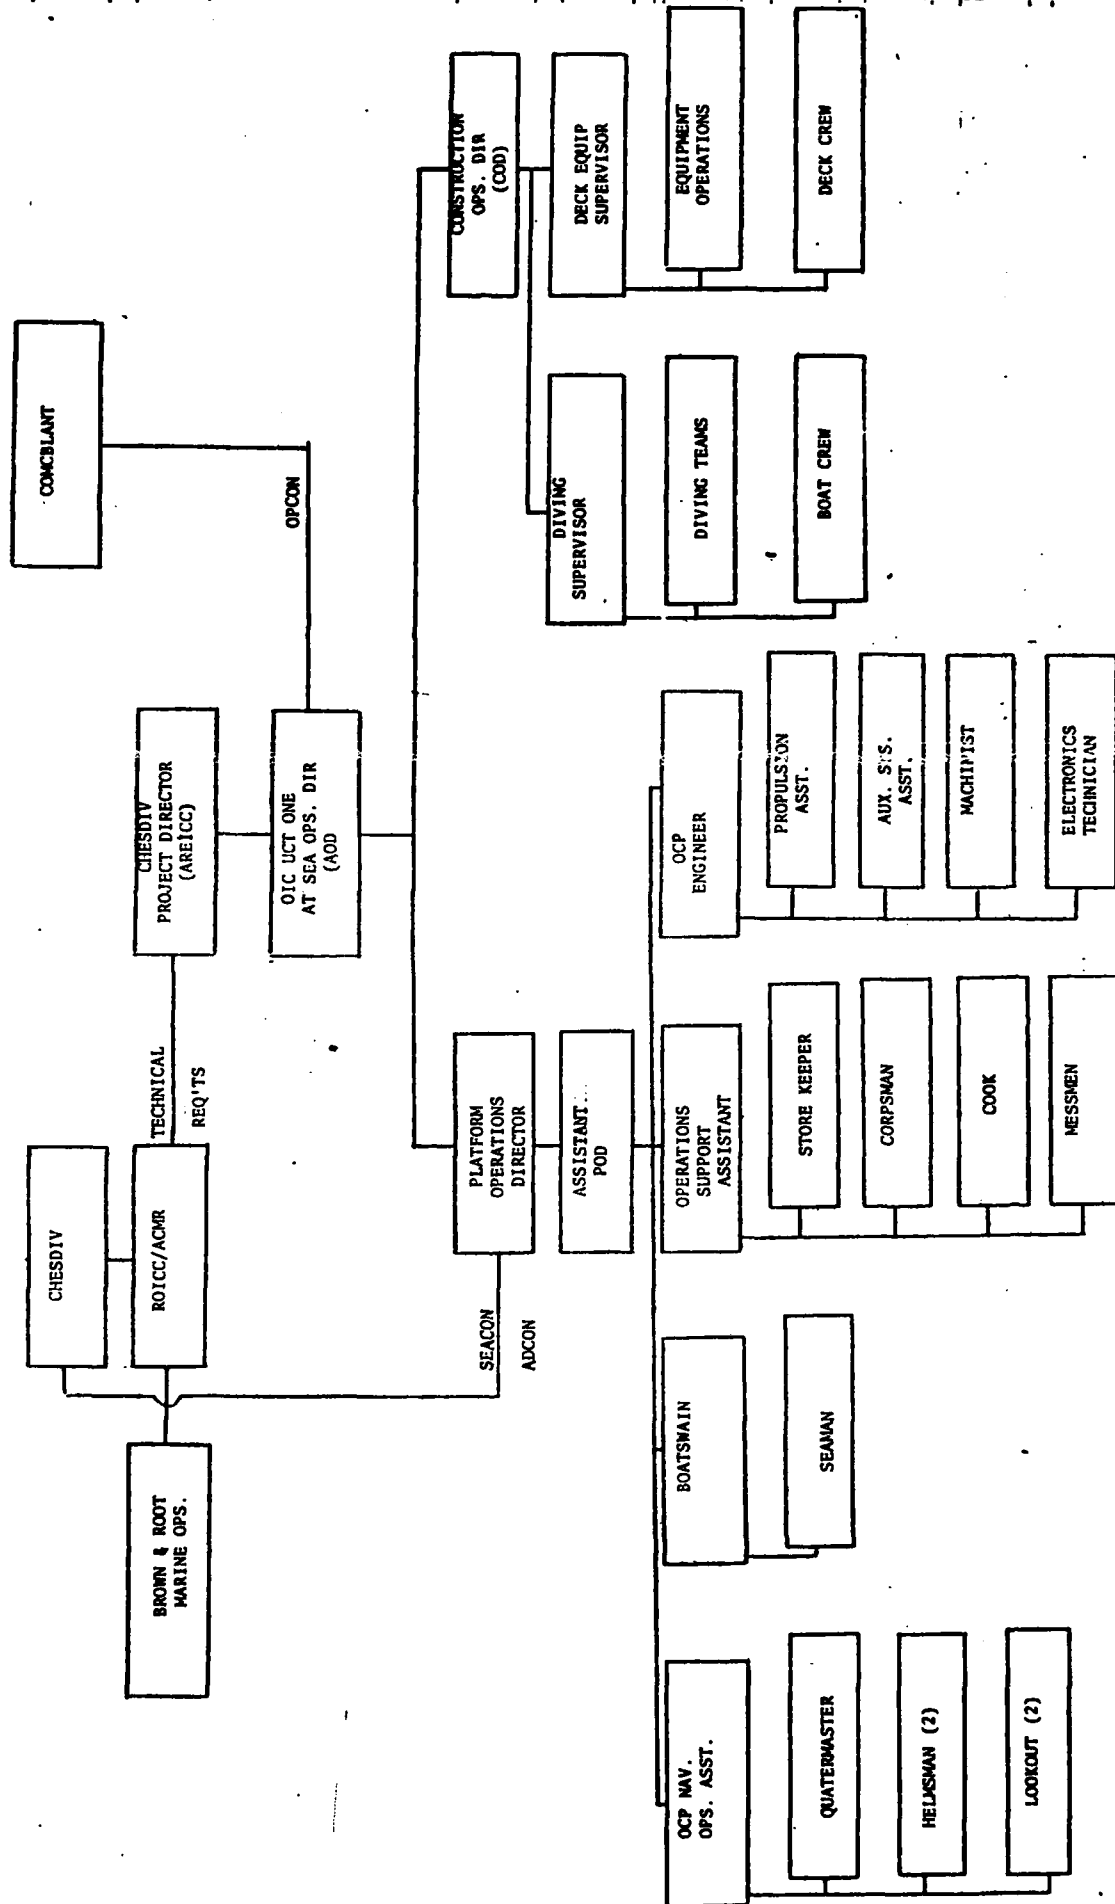 COMCBLANT
OPCON
CHESDIV
PROJECT DIRECTOR
(AREICC)
OIC UCT ONE
AT SEA OPS. DIR
(AOD)
CHESDIV
ROICC/ACMR
TECHNICAL
REQ'TS
BROWN & ROOT
MARINE OPS.
SEACON
ADCON
PLATFORM
OPERATIONS
DIRECTOR
ASSISTANT
POD
CONSTRUCTION
OPS. DIR
(COD)
OCP NAV.
OPS. ASST.
QUATERMASTER
HELMSMAN (2)
LOOKOUT (2)
BOATSWAIN
SEAMAN
OPERATIONS
SUPPORT
ASSISTANT
STORE KEEPER
CORPSMAN
COOK
MESSMEN
OCP
ENGINEER
PROPULSION
ASST.
AUX. SYS.
ASST.
MACHINIST
ELECTRONICS
TECHNICIAN
DIVING
SUPERVISOR
DIVING TEAMS
BOAT CREW
DECK EQUIP
SUPERVISOR
EQUIPMENT
OPERATIONS
DECK CREW